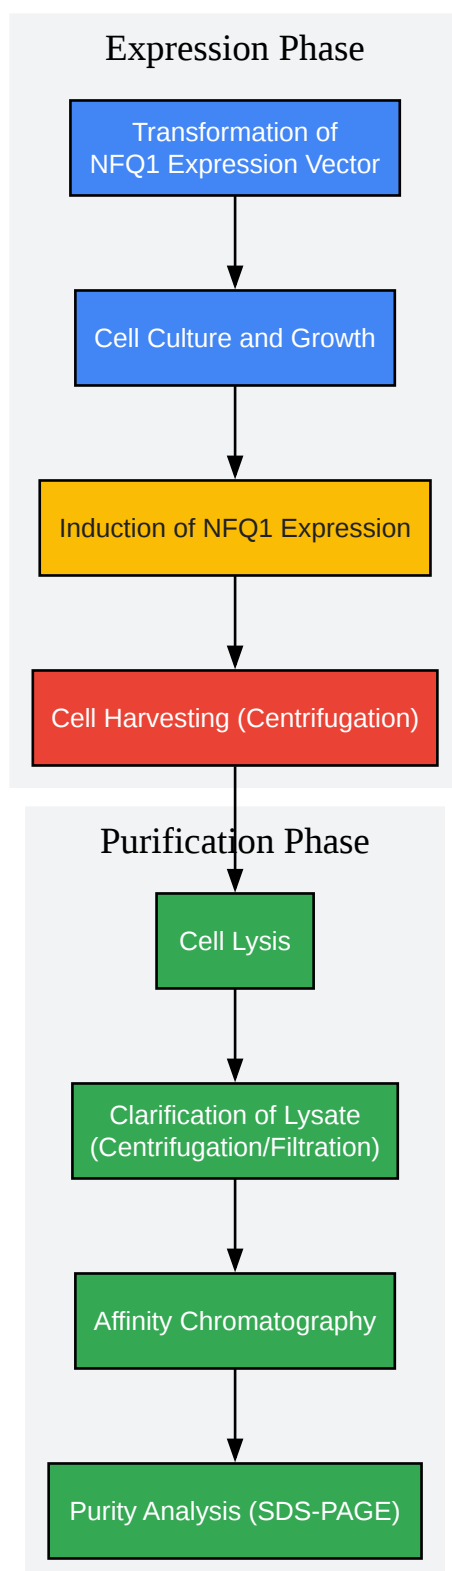 Expression Phase
Transformation of
NFQ1 Expression Vector
Cell Culture and Growth
Induction of NFQ1 Expression
Cell Harvesting (Centrifugation)
Purification Phase
Cell Lysis
Clarification of Lysate
(Centrifugation/Filtration)
Affinity Chromatography
Purity Analysis (SDS-PAGE)